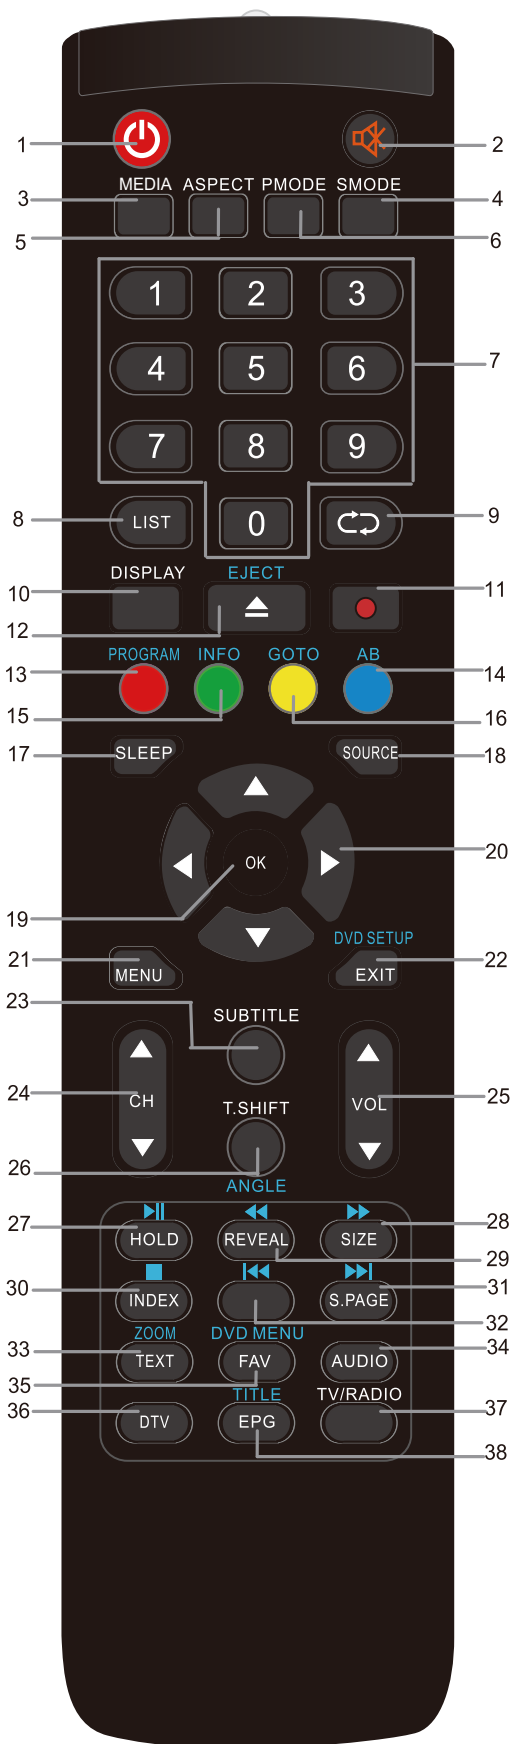 1
2
MEDIA ASPECT PMODE SMODE
3
4
5
6
1 2 3
4 5 6
7
7 8 9
8
LIST
0
9
DISPLAY
EJECT
10
11
12
PROGRAM INFO GOTO AB
13
14
15
16
17
SLEEP
SOURCE
18
OK
20
19
DVD SETUP
21
MENU
EXIT
22
23
SUBTITLE
24
CH
VOL
25
T.SHIFT
26
ANGLE
27
HOLD REVEAL SIZE
28
29
30
INDEX
S.PAGE
31
32
ZOOM DVD MENU
33
TEXT FAV AUDIO
34
35
TITLE
TV/RADIO
36
DTV EPG
37
38